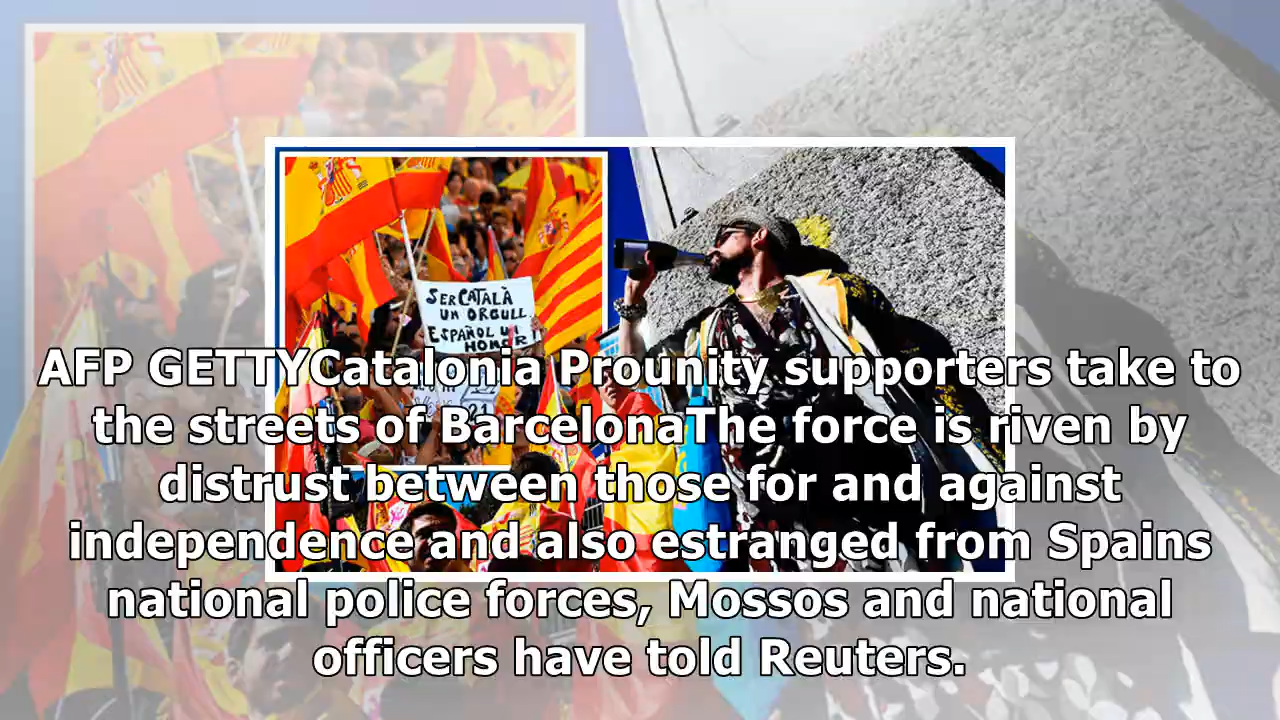 SER CATALÀ
UN ORGULL
ESPAÑOL U
HONOR!
AFP GETTYCatalonia Prounity supporters take to
the streets of BarcelonaThe force is riven by
distrust between those for and against
independence and also estranged from Spains
national police forces, Mossos and national
officers have told Reuters.